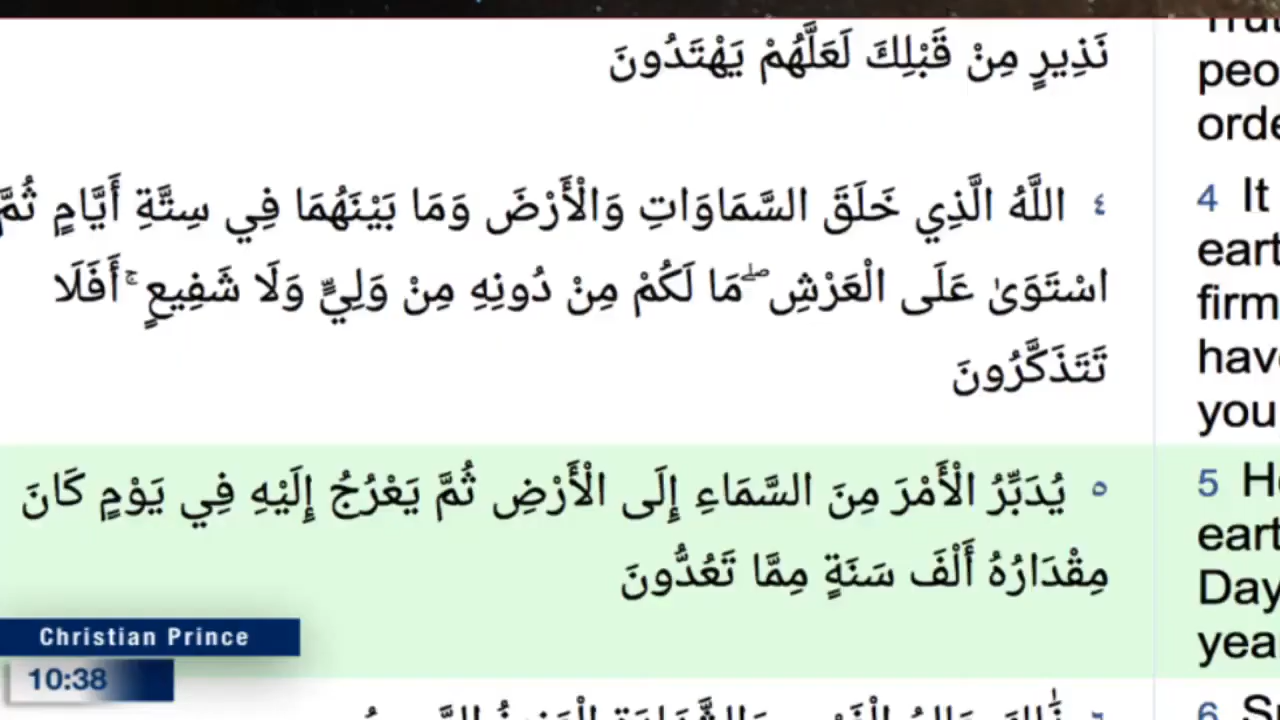 نَذِيرٍ مِنْ قَبْلِكَ لَعَلَّهُمْ يَهْتَدُونَ
٤ اللَّهُ الَّذِي خَلَقَ السَّمَاوَاتِ وَالْأَرْضَ وَمَا بَيْنَهُمَا فِي سِتَّةِ أَيَّامٍ ثُمَّ
اسْتَوَىٰ عَلَى الْعَرْشِ ۖ مَا لَكُمْ مِنْ دُونِهِ مِنْ وَلِيٍّ وَلَا شَفِيعٍ ۚ أَفَلَا
تَتَذَكَّرُونَ
٥ يُدَبِّرُ الْأَمْرَ مِنَ السَّمَاءِ إِلَى الْأَرْضِ ثُمَّ يَعْرُجُ إِلَيْهِ فِي يَوْمٍ كَانَ
مِقْدَارُهُ أَلْفَ سَنَةٍ مِمَّا تَعُدُّونَ
peo
orde
4 It
eart
firm
have
you
5 He
eart
Day
yea
6 S
Christian Prince
10:38